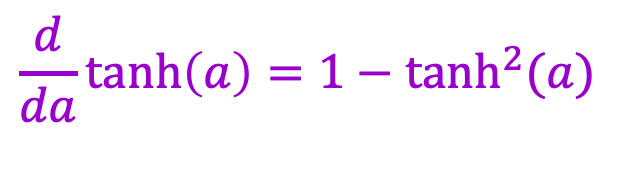 d/da tanh(a) = 1 − tanh²(a)